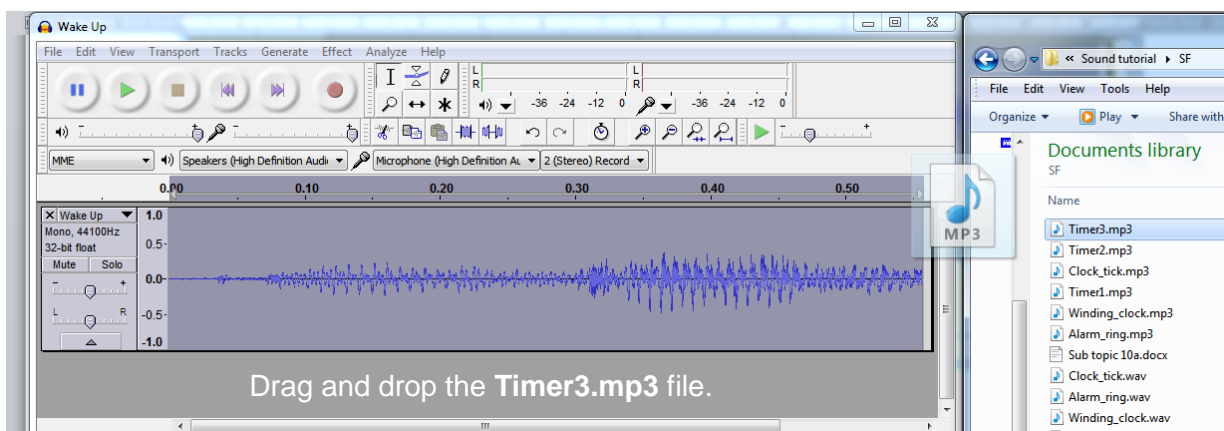 Wake Up
File Edit View Transport Tracks Generate Effect Analyze Help
L
R
L
R
-36 -24 -12 0
-36 -24 -12 0
- +
- +
- +
MME
Speakers (High Definition Audi
Microphone (High Definition Au
2 (Stereo) Record
0.00 0.10 0.20 0.30 0.40 0.50
Wake Up
Mono, 44100Hz
32-bit float
Mute Solo
- +
L R
1.0
0.5
0.0
-0.5
-1.0
Drag and drop the Timer3.mp3 file.
« Sound tutorial SF
File Edit View Tools Help
Organize Play Share with
Documents library
SF
Name
MP3
Timer3.mp3
Timer2.mp3
Clock_tick.mp3
Timer1.mp3
Winding_clock.mp3
Alarm_ring.mp3
Sub topic 10a.docx
Clock_tick.wav
Alarm_ring.wav
Winding_clock.wav